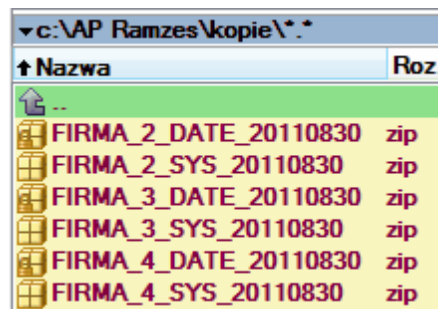 c:\AP Ramzes\kopie\*.*
Nazwa Roz
..
FIRMA_2_DATE_20110830 zip
FIRMA_2_SYS_20110830 zip
FIRMA_3_DATE_20110830 zip
FIRMA_3_SYS_20110830 zip
FIRMA_4_DATE_20110830 zip
FIRMA_4_SYS_20110830 zip